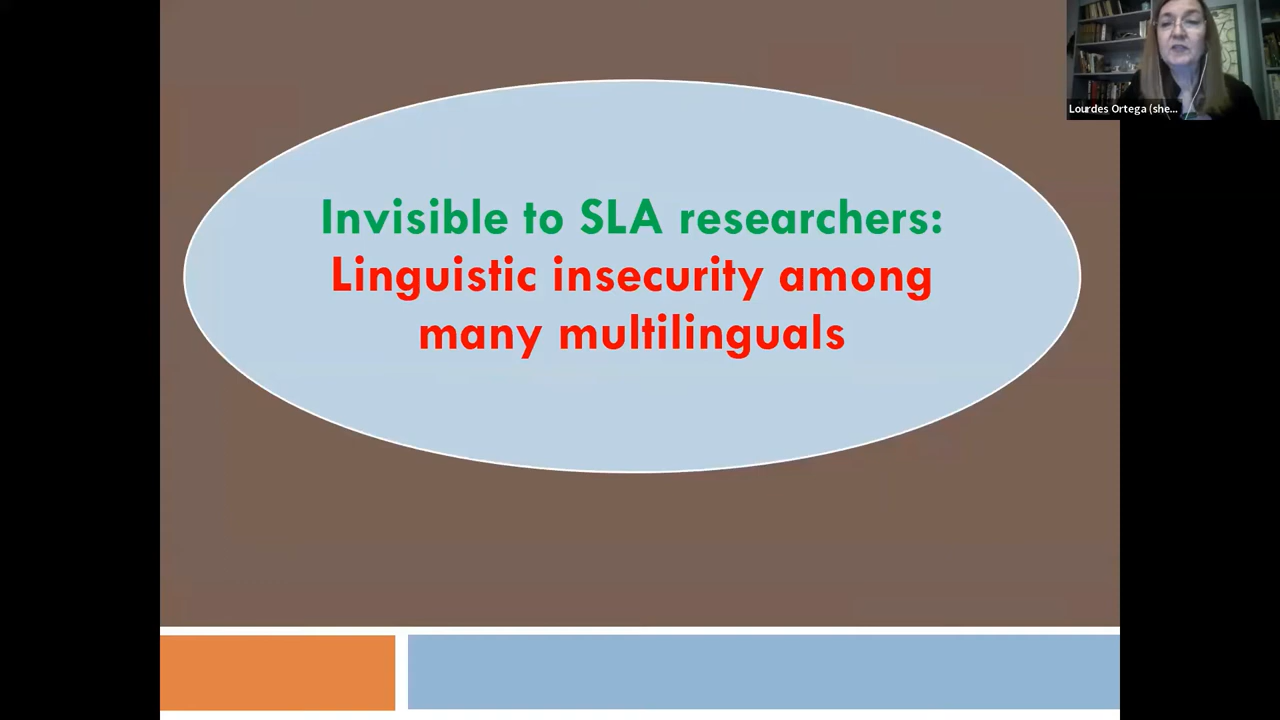 Lourdes Ortega (she...
Invisible to SLA researchers:
Linguistic insecurity among
many multilinguals